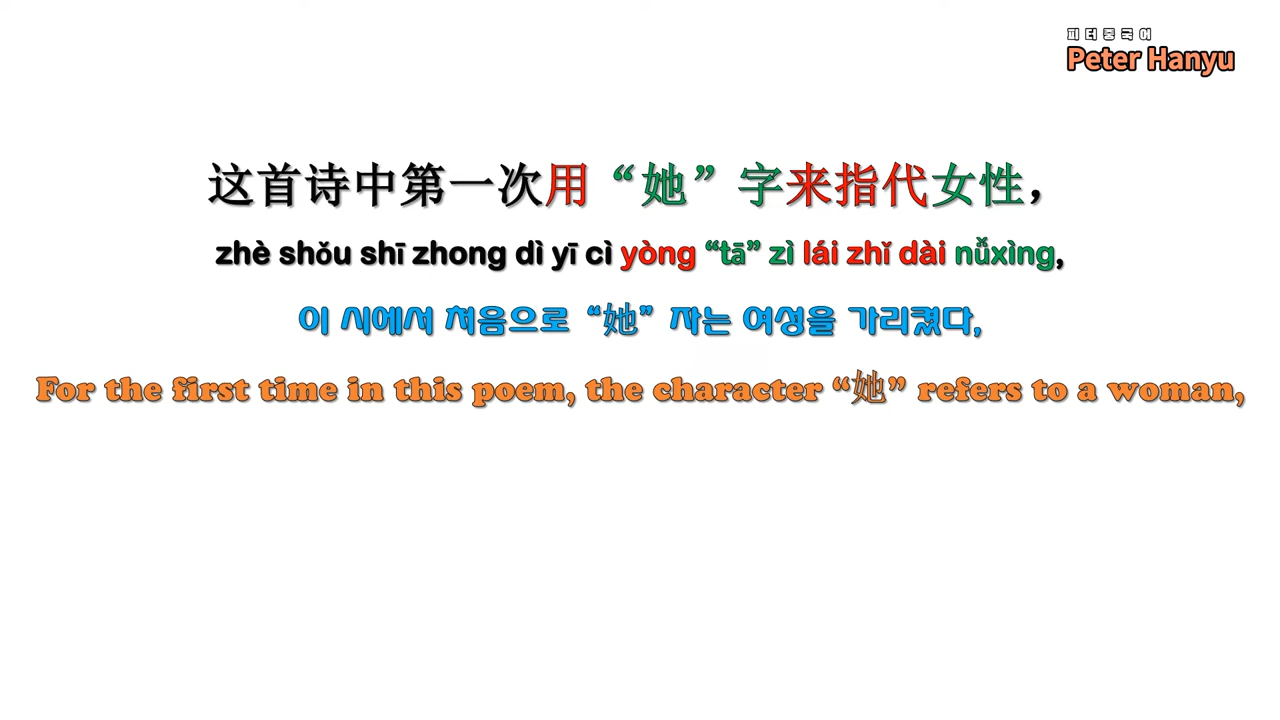 피터중국어
Peter Hanyu
这首诗中第一次用“她”字来指代女性，
zhè shǒu shī zhong dì yī cì yòng “tā” zì lái zhǐ dài nǚxìng,
이 시에서 처음으로 “她” 자는 여성을 가리켰다,
For the first time in this poem, the character “她” refers to a woman,